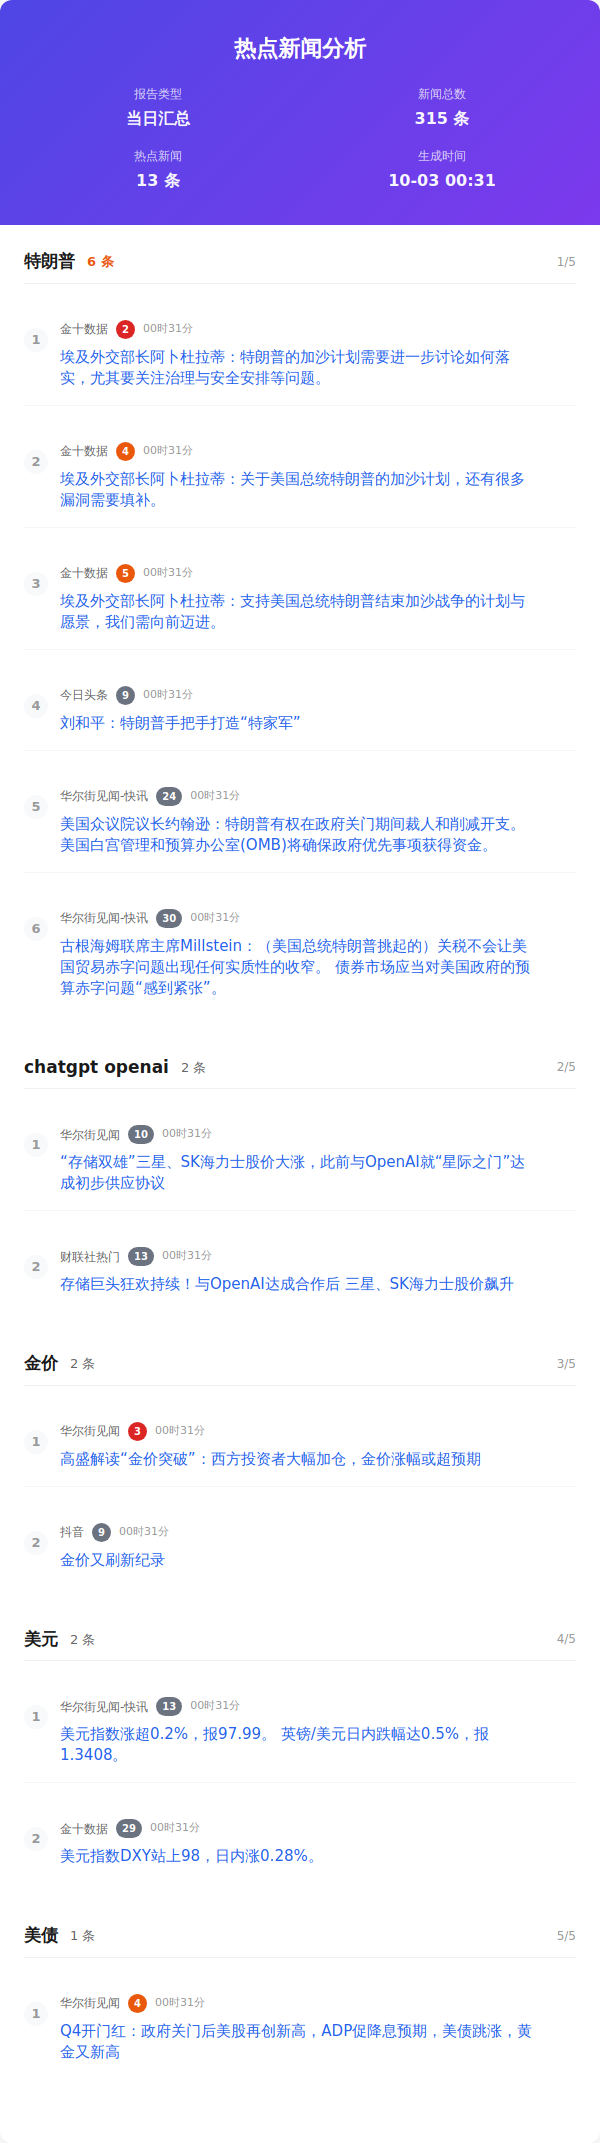 热点新闻分析
报告类型
新闻总数
当日汇总
315 条
热点新闻
生成时间
13 条
10-03 00:31
特朗普 6 条 1/5
1
金十数据 2 00时31分
埃及外交部长阿卜杜拉蒂：特朗普的加沙计划需要进一步讨论如何落
实，尤其要关注治理与安全安排等问题。
2
金十数据 4 00时31分
埃及外交部长阿卜杜拉蒂：关于美国总统特朗普的加沙计划，还有很多
漏洞需要填补。
3
金十数据 5 00时31分
埃及外交部长阿卜杜拉蒂：支持美国总统特朗普结束加沙战争的计划与
愿景，我们需向前迈进。
4
今日头条 9 00时31分
刘和平：特朗普手把手打造“特家军”
5
华尔街见闻-快讯 24 00时31分
美国众议院议长约翰逊：特朗普有权在政府关门期间裁人和削减开支。
美国白宫管理和预算办公室(OMB)将确保政府优先事项获得资金。
6
华尔街见闻-快讯 30 00时31分
古根海姆联席主席Millstein：（美国总统特朗普挑起的）关税不会让美
国贸易赤字问题出现任何实质性的收窄。 债券市场应当对美国政府的预
算赤字问题“感到紧张”。
chatgpt openai 2 条 2/5
1
华尔街见闻 10 00时31分
“存储双雄”三星、SK海力士股价大涨，此前与OpenAI就“星际之门”达
成初步供应协议
2
财联社热门 13 00时31分
存储巨头狂欢持续！与OpenAI达成合作后 三星、SK海力士股价飙升
金价 2 条 3/5
1
华尔街见闻 3 00时31分
高盛解读“金价突破”：西方投资者大幅加仓，金价涨幅或超预期
2
抖音 9 00时31分
金价又刷新纪录
美元 2 条 4/5
1
华尔街见闻-快讯 13 00时31分
美元指数涨超0.2%，报97.99。 英镑/美元日内跌幅达0.5%，报
1.3408。
2
金十数据 29 00时31分
美元指数DXY站上98，日内涨0.28%。
美债 1 条 5/5
1
华尔街见闻 4 00时31分
Q4开门红：政府关门后美股再创新高，ADP促降息预期，美债跳涨，黄
金又新高